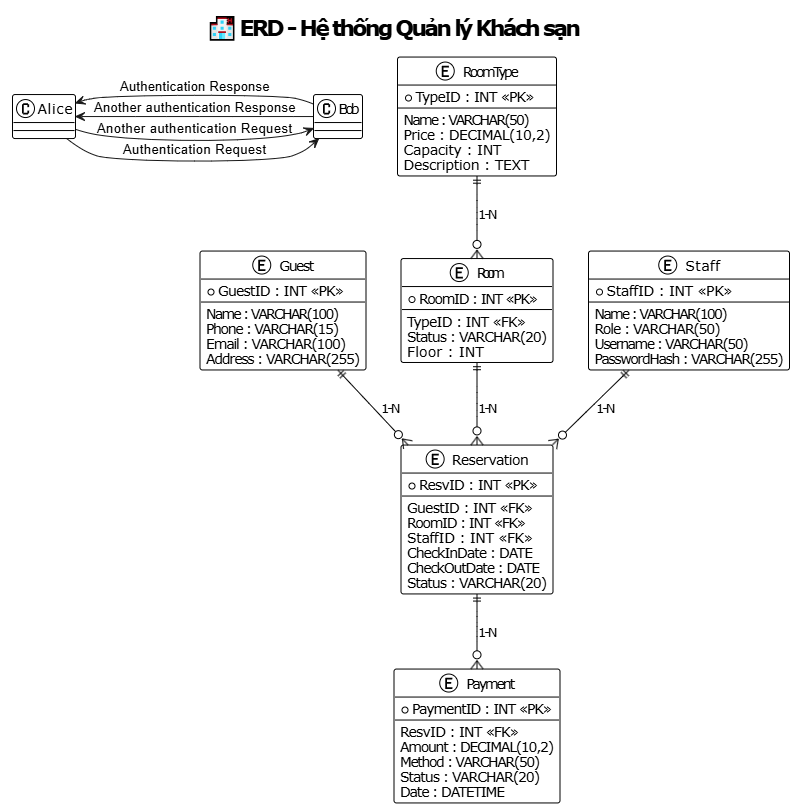 🏨 ERD - Hệ thống Quản lý Khách sạn
Authentication Response
Another authentication Response
Another authentication Request
Authentication Request
C Alice
C Bob
E RoomType
TypeID : INT «PK»
Name : VARCHAR(50)
Price : DECIMAL(10,2)
Capacity : INT
Description : TEXT
1-N
E Guest
GuestID : INT «PK»
Name : VARCHAR(100)
Phone : VARCHAR(15)
Email : VARCHAR(100)
Address : VARCHAR(255)
E Room
RoomID : INT «PK»
TypeID : INT «FK»
Status : VARCHAR(20)
Floor : INT
E Staff
StaffID : INT «PK»
Name : VARCHAR(100)
Role : VARCHAR(50)
Username : VARCHAR(50)
PasswordHash : VARCHAR(255)
1-N
1-N
1-N
E Reservation
ResvID : INT «PK»
GuestID : INT «FK»
RoomID : INT «FK»
StaffID : INT «FK»
CheckInDate : DATE
CheckOutDate : DATE
Status : VARCHAR(20)
1-N
E Payment
PaymentID : INT «PK»
ResvID : INT «FK»
Amount : DECIMAL(10,2)
Method : VARCHAR(50)
Status : VARCHAR(20)
Date : DATETIME